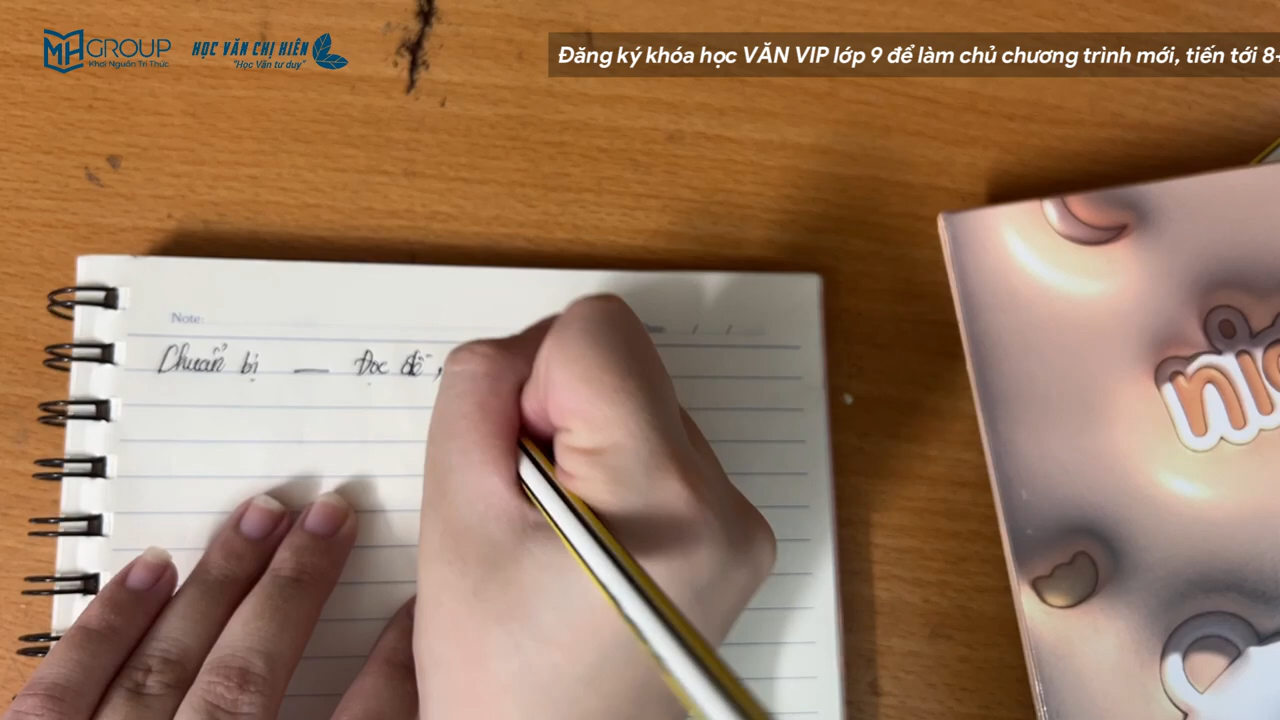 MH GROUP
Khơi Nguồn Tri Thức
HỌC VĂN CHỊ HIÊN
"Học Văn tư duy"
Đăng ký khóa học VĂN VIP lớp 9 để làm chủ chương trình mới, tiến tới 8+
Note:
/ /
Chuẩn bị — Đọc đề,